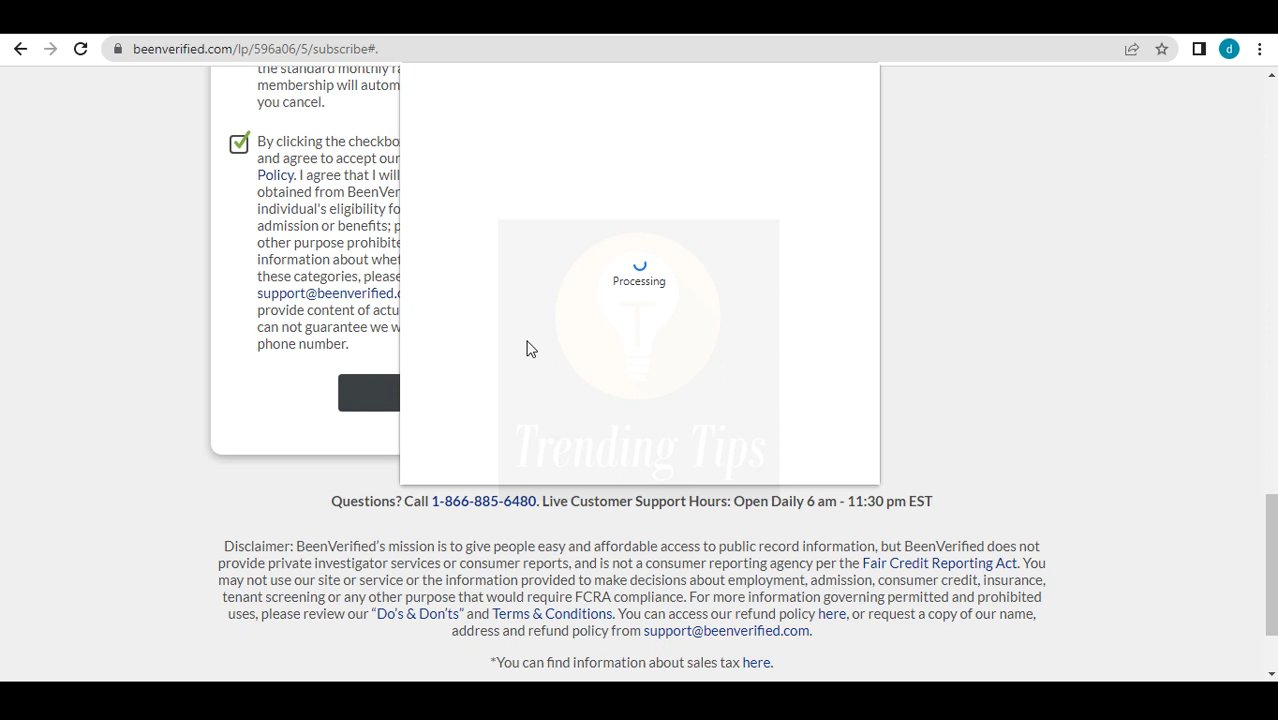 beenverified.com/lp/596a06/5/subscribe#.
d
the standard monthly ra
membership will autom
you cancel.
By clicking the checkbo
and agree to accept our
Policy. I agree that I will
obtained from BeenVer
individual's eligibility fo
admission or benefits; p
other purpose prohibite
information about whet
these categories, please
support@beenverified.c
provide content of actu
can not guarantee we w
phone number.
Processing
Trending Tips
Questions? Call 1-866-885-6480. Live Customer Support Hours: Open Daily 6 am - 11:30 pm EST
Disclaimer: BeenVerified’s mission is to give people easy and affordable access to public record information, but BeenVerified does not
provide private investigator services or consumer reports, and is not a consumer reporting agency per the Fair Credit Reporting Act. You
may not use our site or service or the information provided to make decisions about employment, admission, consumer credit, insurance,
tenant screening or any other purpose that would require FCRA compliance. For more information governing permitted and prohibited
uses, please review our “Do's & Don'ts” and Terms & Conditions. You can access our refund policy here, or request a copy of our name,
address and refund policy from support@beenverified.com.
*You can find information about sales tax here.